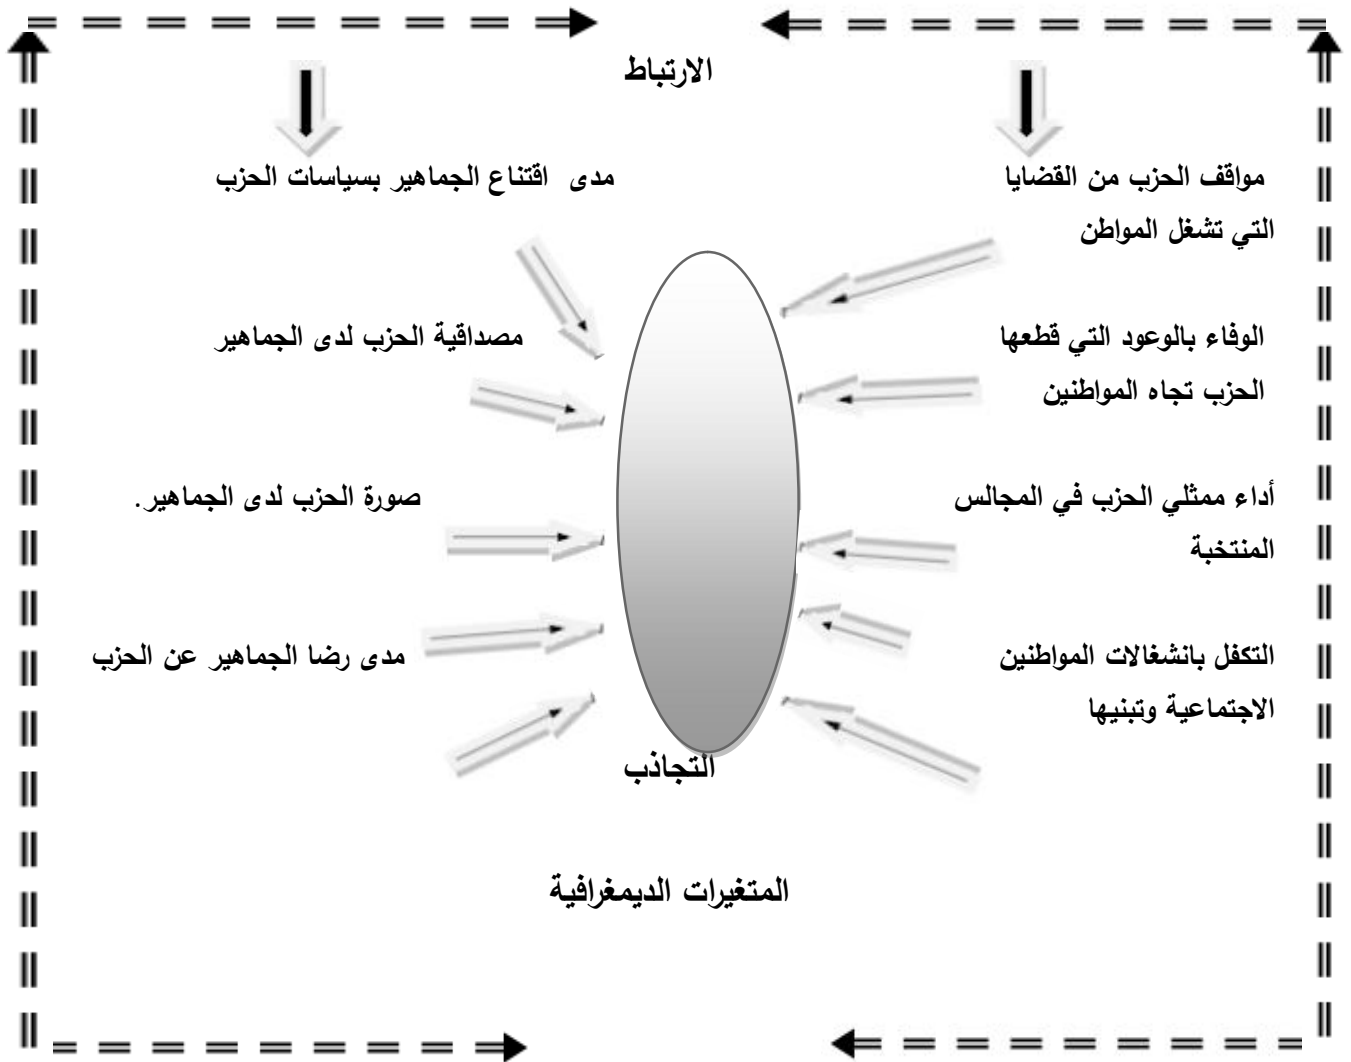 الارتباط
مواقف الحزب من القضايا
التي تشغل المواطن
مدى اقتناع الجماهير بسياسات الحزب
الوفاء بالوعود التي قطعها
الحزب تجاه المواطنين
مصداقية الحزب لدى الجماهير
أداء ممثلي الحزب في المجالس
المنتخبة
صورة الحزب لدى الجماهير.
التكفل بانشغالات المواطنين
الاجتماعية وتبنيها
مدى رضا الجماهير عن الحزب
التجاذب
المتغيرات الديمغرافية